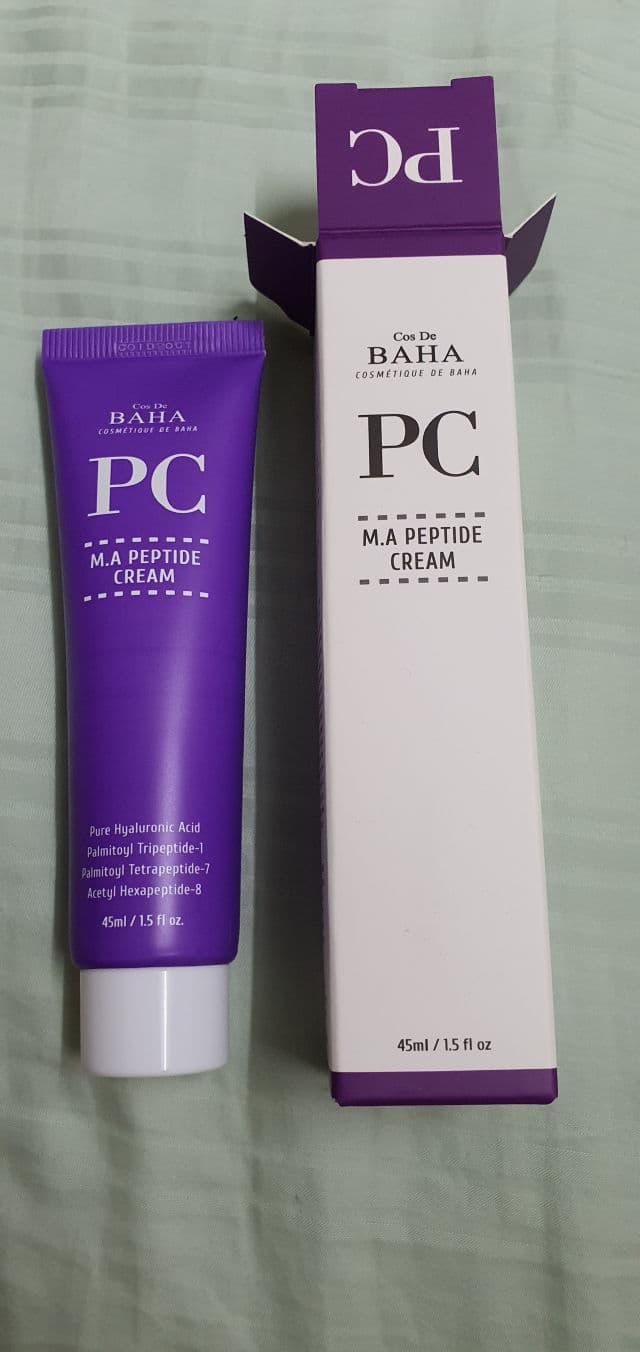 Cos De
BAHA
COSMÉTIQUE DE BAHA
PC
M.A PEPTIDE
CREAM
Pure Hyaluronic Acid
Palmitoyl Tripeptide-1
Palmitoyl Tetrapeptide-7
Acetyl Hexapeptide-8
45ml / 1.5 fl oz.
PC
Cos De
BAHA
COSMÉTIQUE DE BAHA
PC
M.A PEPTIDE
CREAM
45ml / 1.5 fl oz